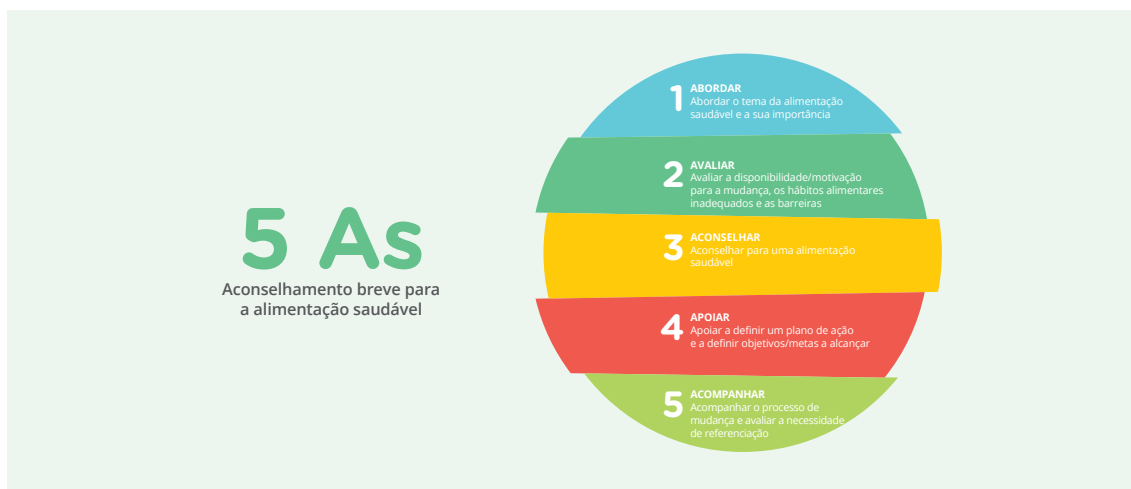 5 As
Aconselhamento breve para
a alimentação saudável
1
ABORDAR
Abordar o tema da alimentação
saudável e a sua importância
2
AVALIAR
Avaliar a disponibilidade/motivação
para a mudança, os hábitos alimentares
inadequados e as barreiras
3
ACONSELHAR
Aconselhar para uma alimentação
saudável
4
APOIAR
Apoiar a definir um plano de ação
e a definir objetivos/metas a alcançar
5
ACOMPANHAR
Acompanhar o processo de
mudança e avaliar a necessidade
de referenciação